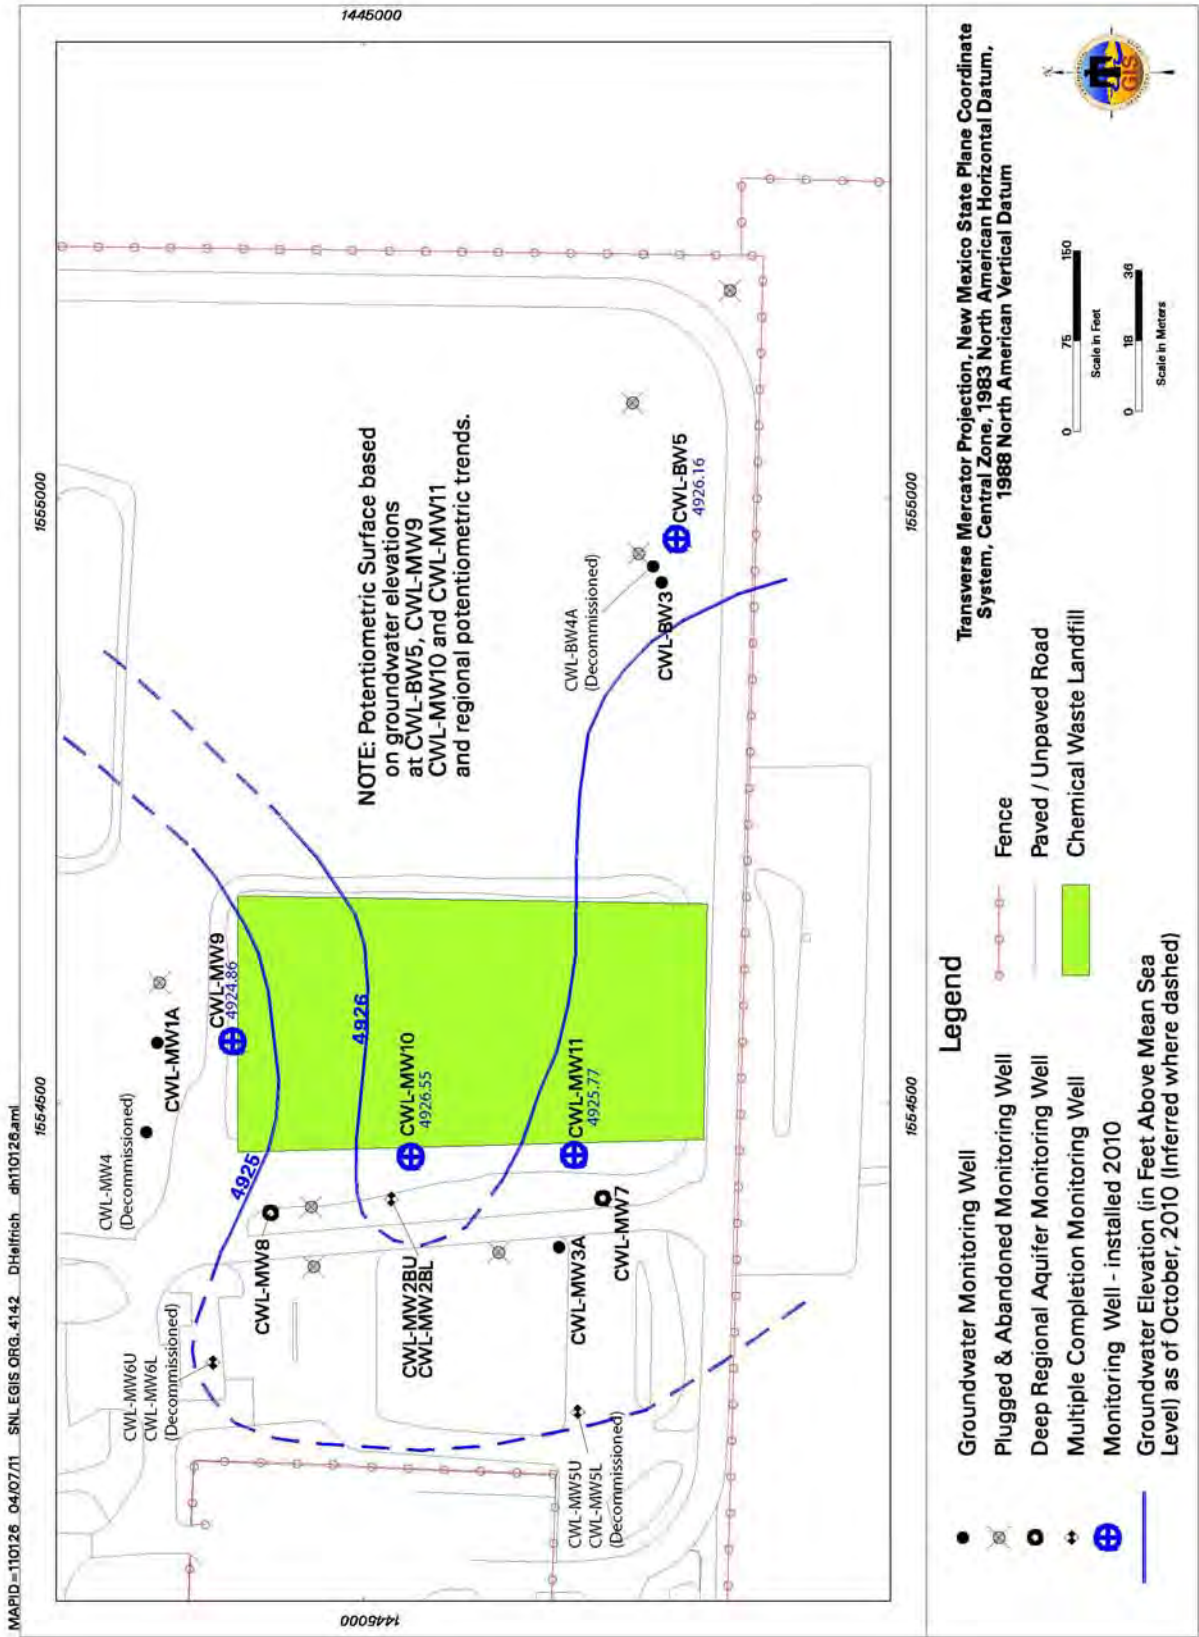 MAPID=110126 04/07/11 SNL EGIS ORG. 4142 DHelfrich dh110126.aml
1554500
1555000
1445000
1445000
1554500
1555000
CWL-MW4
(Decommissioned)
CWL-MW1A
CWL-MW9
4924.86
4925
4926
CWL-MW6U
CWL-MW6L
(Decommissioned)
CWL-MW8
CWL-MW10
4926.55
CWL-MW2BU
CWL-MW2BL
NOTE: Potentiometric Surface based
on groundwater elevations
at CWL-BW5, CWL-MW9
CWL-MW10 and CWL-MW11
and regional potentiometric trends.
CWL-MW11
4925.77
CWL-MW3A
CWL-MW7
CWL-MW5U
CWL-MW5L
(Decommissioned)
CWL-BW4A
(Decommissioned)
CWL-BW3
CWL-BW5
4926.16
Legend
Groundwater Monitoring Well
Plugged & Abandoned Monitoring Well
Deep Regional Aquifer Monitoring Well
Multiple Completion Monitoring Well
Monitoring Well - installed 2010
Groundwater Elevation (in Feet Above Mean Sea
Level) as of October, 2010 (Inferred where dashed)
Fence
Paved / Unpaved Road
Chemical Waste Landfill
Transverse Mercator Projection, New Mexico State Plane Coordinate
System, Central Zone, 1983 North American Horizontal Datum,
1988 North American Vertical Datum
0 75 150
Scale in Feet
0 18 36
Scale in Meters
N
GIS